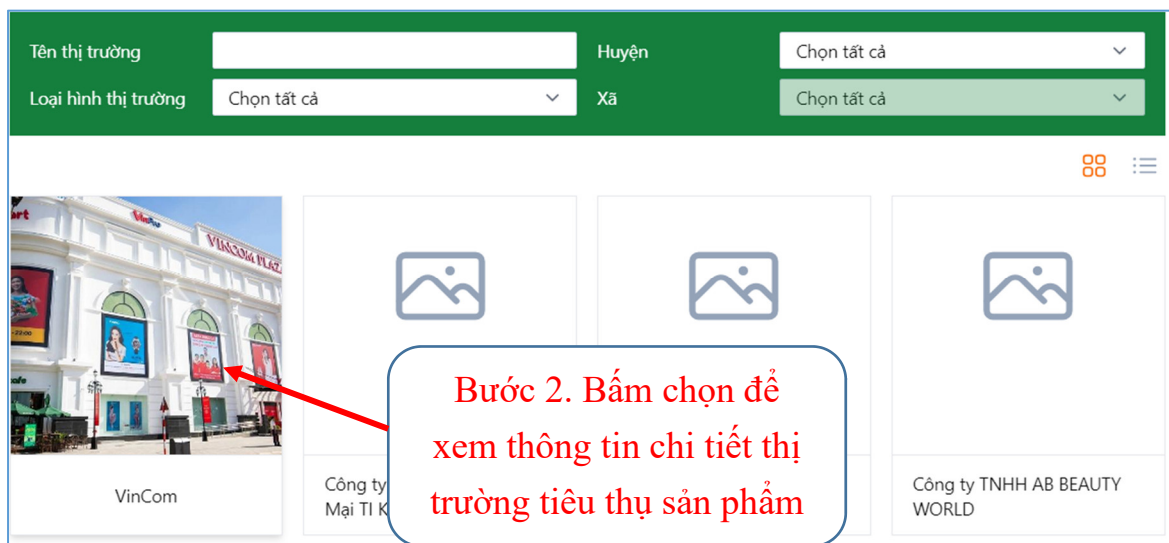 Tên thị trường
Huyện
Chọn tất cả
Loại hình thị trường
Chọn tất cả
Xã
Chọn tất cả
VINCOM PLAZ
22:00
Bước 2. Bấm chọn để
xem thông tin chi tiết thị
trường tiêu thụ sản phẩm
VinCom
Công ty
Mại TI K
Công ty TNHH AB BEAUTY
WORLD